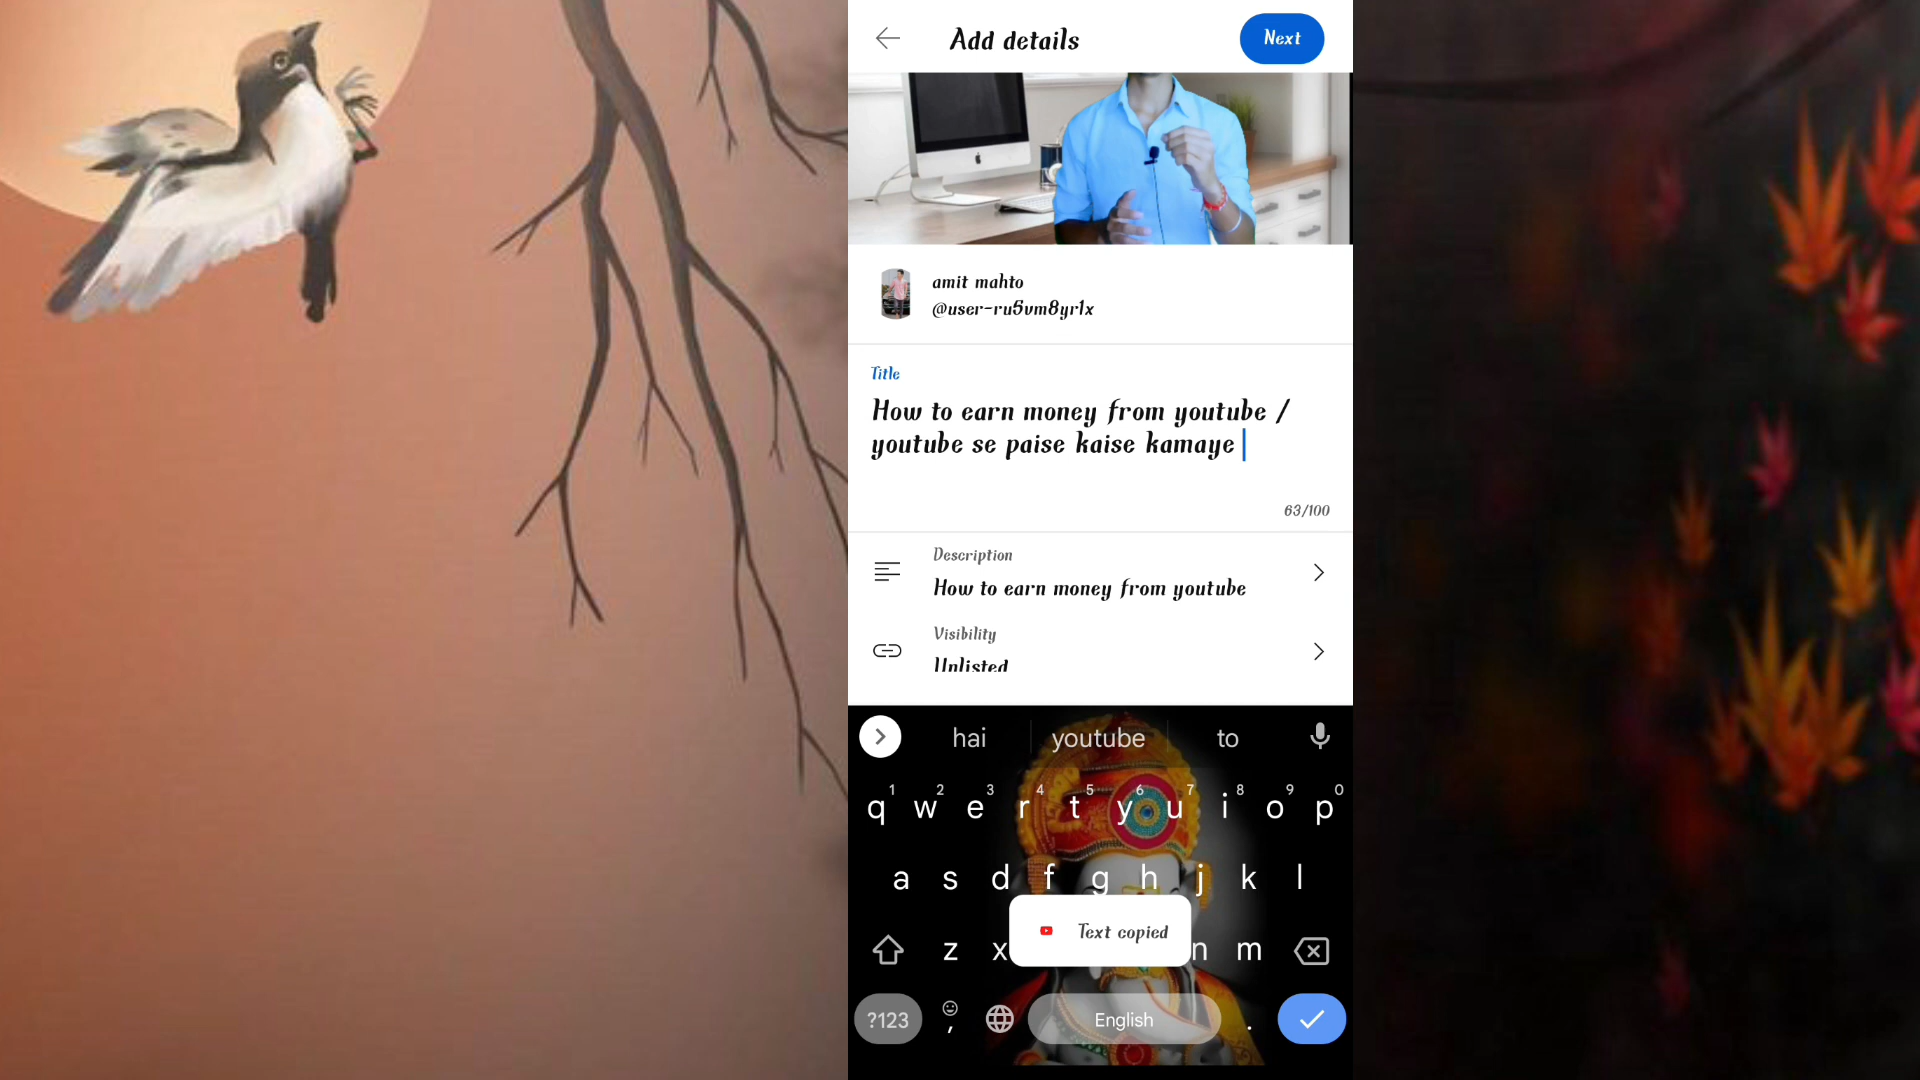 Add details
Next
amit mahto
@user-ru5vm8yr1x
Title
How to earn money from youtube /
youtube se paise kaise kamaye
63/100
Description
How to earn money from youtube
Visibility
Unlisted
hai youtube to
1 2 3 4 5 6 7 8 9 0
q w e r t y u i o p
a s d f g h j k l
Text copied
z x n m
?123 , English .